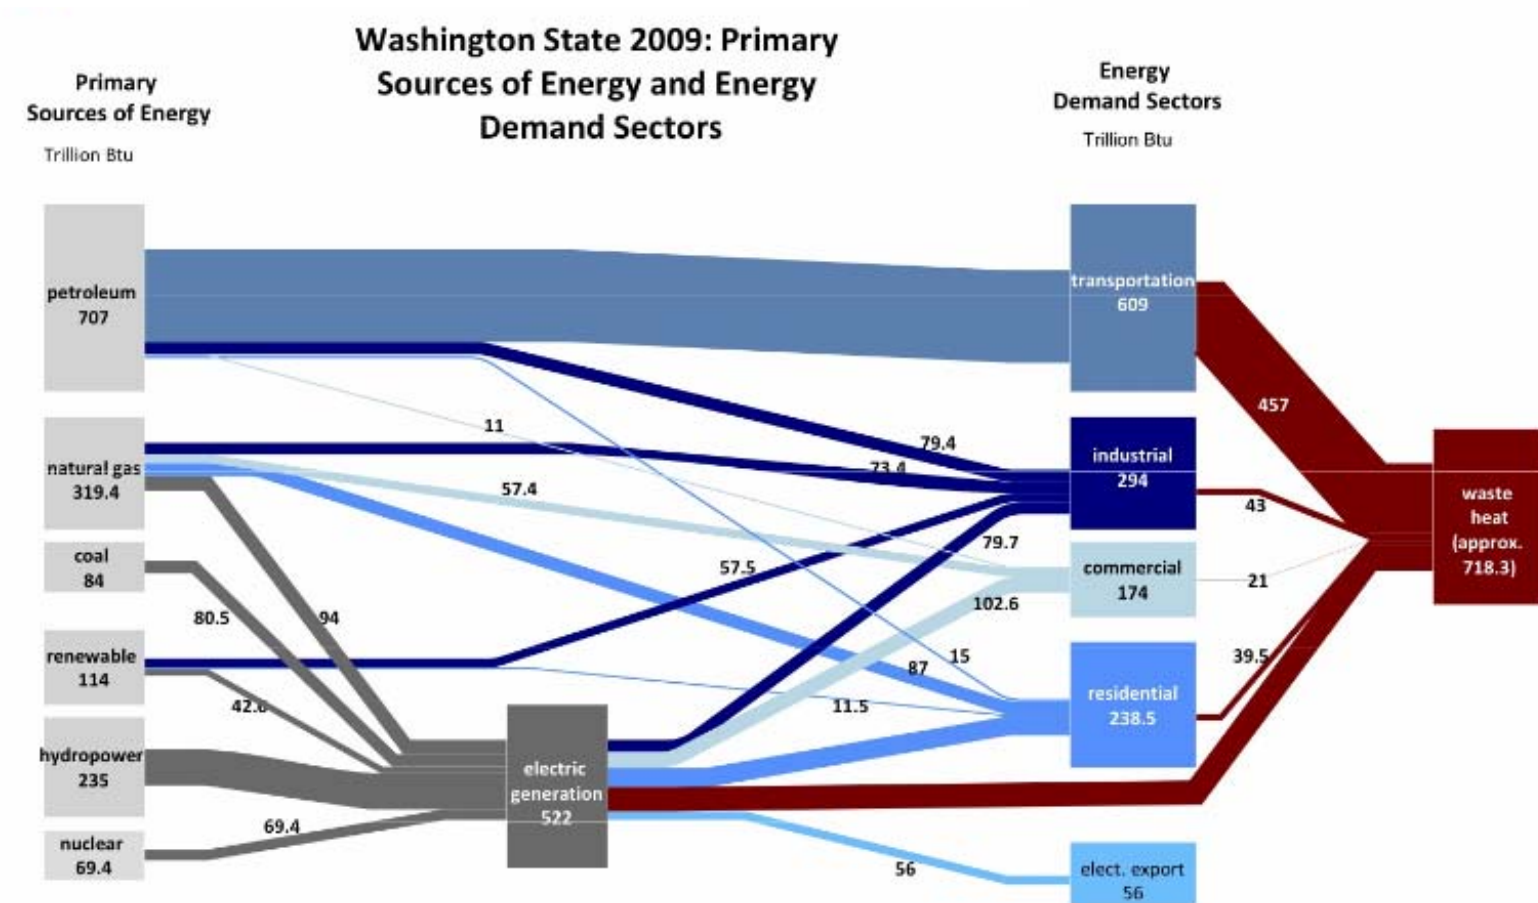 Washington State 2009: Primary
Sources of Energy and Energy
Demand Sectors
Primary
Sources of Energy
Trillion Btu
Energy
Demand Sectors
Trillion Btu
petroleum
707
natural gas
319.4
coal
84
renewable
114
hydropower
235
nuclear
69.4
11
57.4
80.5
94
42.6
69.4
57.5
79.4
73.4
79.7
102.6
15
87
11.5
56
electric
generation
522
transportation
609
industrial
294
commercial
174
residential
238.5
elect. export
56
457
43
21
39.5
waste
heat
(approx.
718.3)